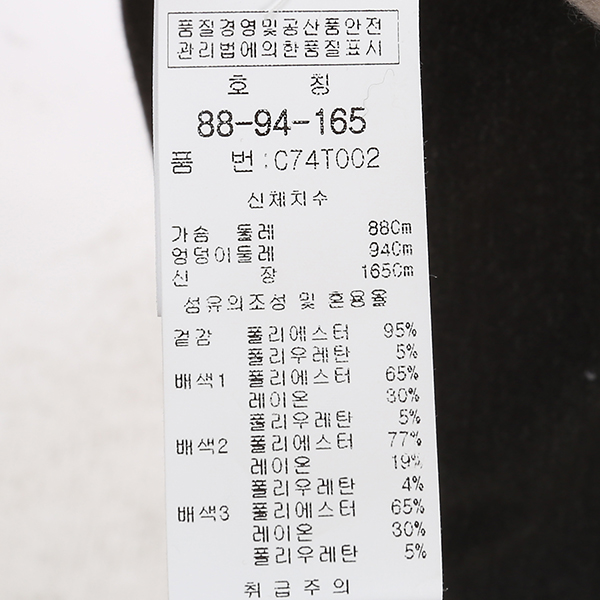 품질경영및공산품안전
관리법에의한품질표시
호 칭
88-94-165
품 번:C74T002
신체치수
가슴 둘레 88Cm
엉덩이둘레 94Cm
신 장 165Cm
섬유의조성 및 혼용율
겉감 폴리에스터 95%
폴리우레탄 5%
배색1 폴리에스터 65%
레이온 30%
폴리우레탄 5%
배색2 폴리에스터 77%
레이온 19%
폴리우레탄 4%
배색3 폴리에스터 65%
레이온 30%
폴리우레탄 5%
취급주의